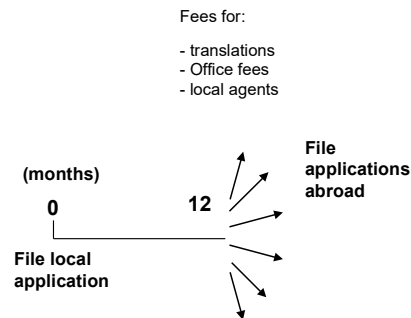 Fees for:
- translations
- Office fees
- local agents
File
applications
abroad
(months)
0
12
File local
application